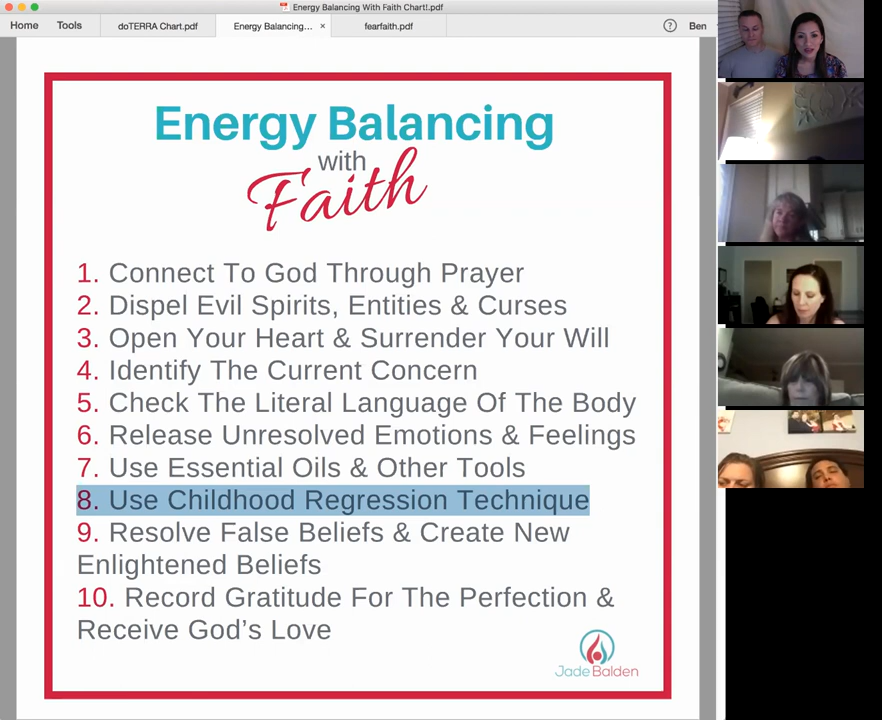 Energy Balancing With Faith Chart!.pdf
Home Tools doTERRA Chart.pdf Energy Balancing... × fearfaith.pdf ? Ben
Energy Balancing
with
Faith
1. Connect To God Through Prayer
2. Dispel Evil Spirits, Entities & Curses
3. Open Your Heart & Surrender Your Will
4. Identify The Current Concern
5. Check The Literal Language Of The Body
6. Release Unresolved Emotions & Feelings
7. Use Essential Oils & Other Tools
8. Use Childhood Regression Technique
9. Resolve False Beliefs & Create New
Enlightened Beliefs
10. Record Gratitude For The Perfection &
Receive God's Love
Jade Balden